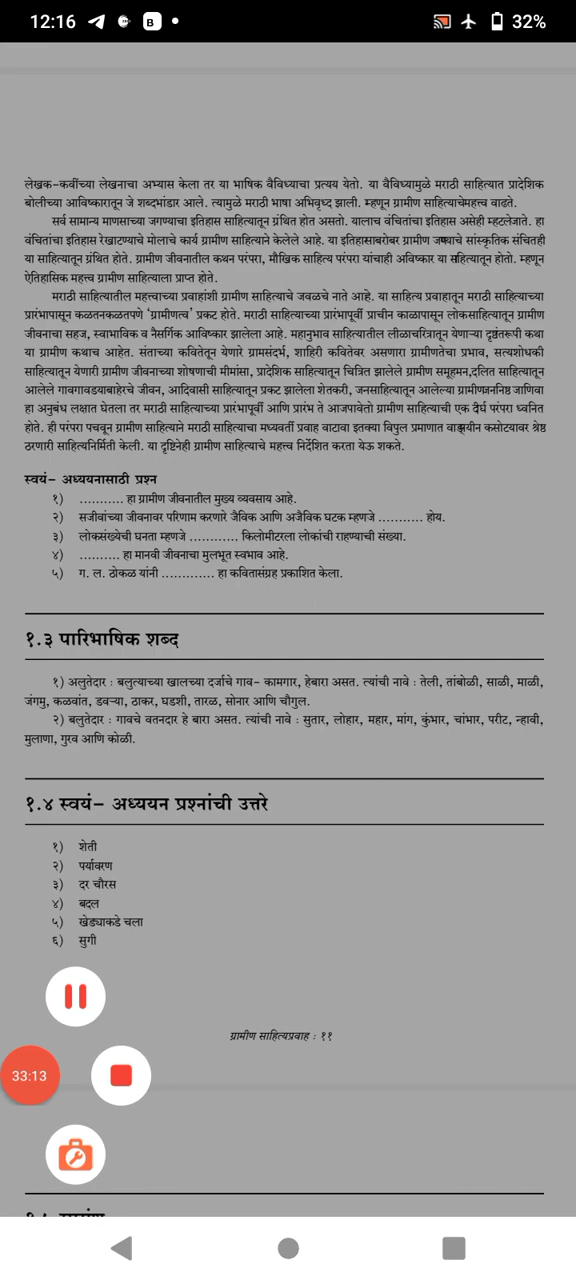 12:16
B
32%
लेखक-कवींच्या लेखनाचा अभ्यास केला तर या भाषिक वैविध्याचा प्रत्यय येतो. या वैविध्यामुळे मराठी साहित्यात प्रादेशिक
बोलीच्या आविष्कारातून जे शब्दभांडार आले. त्यामुळे मराठी भाषा अभिवृध्द झाली. म्हणून ग्रामीण साहित्याचेमहत्त्व वाढते.
सर्व सामान्य माणसाच्या जगण्याचा इतिहास साहित्यातून ग्रंथित होत असतो. यालाच वंचितांचा इतिहास असेही म्हटलेजाते. हा
वंचितांचा इतिहास रेखाटण्याचे मोलाचे कार्य ग्रामीण साहित्याने केलेले आहे. या इतिहासाबरोबर ग्रामीण जगण्याचे सांस्कृतिक संचितही
या साहित्यातून ग्रंथित होते. ग्रामीण जीवनातील कथन परंपरा, मौखिक साहित्य परंपरा यांचाही अविष्कार या साहित्यातून होतो. म्हणून
ऐतिहासिक महत्त्व ग्रामीण साहित्याला प्राप्त होते.
मराठी साहित्यातील महत्त्वाच्या प्रवाहांशी ग्रामीण साहित्याचे जवळचे नाते आहे. या साहित्य प्रवाहातून मराठी साहित्याच्या
प्रारंभापासून कळतनकळतपणे ‘ग्रामीणत्व’ प्रकट होते. मराठी साहित्याच्या प्रारंभपूर्वी प्राचीन काळापासून लोकसाहित्यातून ग्रामीण
जीवनाचा सहज, स्वाभाविक व नैसर्गिक आविष्कार झालेला आहे. महानुभाव साहित्यातील लीळाचरित्रातून येणाऱ्या दृष्टांतरूपी कथा
या ग्रामीण कथाच आहेत. संताच्या कवितेतून येणारे ग्रामसंदर्भ, शाहिरी कवितेवर असणारा ग्रामीणतेचा प्रभाव, सत्यशोधकी
साहित्यातून येणारी ग्रामीण जीवनाच्या शोषणाची मीमांसा, प्रादेशिक साहित्यातून चित्रित झालेले ग्रामीण समूहमन,दलित साहित्यातून
आलेले गावगावडयाबाहेरचे जीवन, आदिवासी साहित्यातून प्रकट झालेला शेतकरी, जनसाहित्यातून आलेल्या ग्रामीणजननिष्ठ जाणिवा
हा अनुबंध लक्षात घेतला तर मराठी साहित्याच्या प्रारंभपूर्वी आणि प्रारंभ ते आजपावेतो ग्रामीण साहित्याची एक दीर्घ परंपरा ध्वनित
होते. ही परंपरा पचवून ग्रामीण साहित्याने मराठी साहित्याचा मध्यवर्ती प्रवाह वाटावा इतक्या विपुल प्रमाणात वाङ्मयीन कसोटयावर श्रेष्ठ
ठरणारी साहित्यनिर्मिती केली. या दृष्टिनेही ग्रामीण साहित्याचे महत्त्व निर्देशित करता येऊ शकते.
स्वयं- अध्ययनासाठी प्रश्न
१) .......... हा ग्रामीण जीवनातील मुख्य व्यवसाय आहे.
२) सजीवांच्या जीवनावर परिणाम करणारे जैविक आणि अजैविक घटक म्हणजे .......... होय.
३) लोकसंख्येची घनता म्हणजे ........... किलोमीटरला लोकांची राहण्याची संख्या.
४) ......... हा मानवी जीवनाचा मुलभूत स्वभाव आहे.
५) ग. ल. ठोकळ यांनी ............ हा कवितासंग्रह प्रकाशित केला.
१.३ पारिभाषिक शब्द
१) अलुतेदार : बलुत्याच्या खालच्या दर्जाचे गाव- कामगार, हेबारा असत. त्यांची नावे : तेली, तांबोळी, साळी, माळी,
जंगमु, कळवांत, डवऱ्या, ठाकर, घडशी, तारळ, सोनार आणि चौगुल.
२) बलुतेदार : गावचे वतनदार हे बारा असत. त्यांची नावे : सुतार, लोहार, महार, मांग, कुंभार, चांभार, परीट, न्हावी,
मुलाणा, गुरव आणि कोळी.
१.४ स्वयं- अध्ययन प्रश्नांची उत्तरे
१) शेती
२) पर्यावरण
३) दर चौरस
४) बदल
५) खेड्याकडे चला
६) सुगी
ग्रामीण साहित्यप्रवाह : ११
33:13